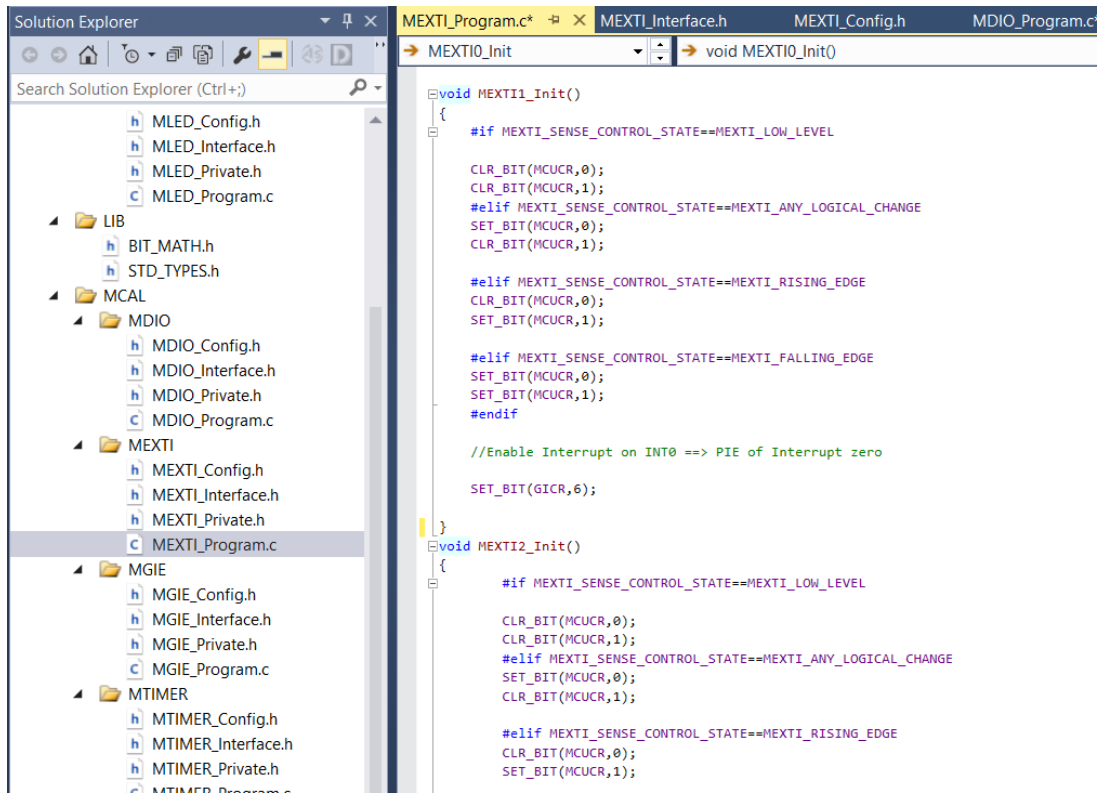 Solution Explorer
Search Solution Explorer (Ctrl+;)
MLED_Config.h
MLED_Interface.h
MLED_Private.h
MLED_Program.c
LIB
BIT_MATH.h
STD_TYPES.h
MCAL
MDIO
MDIO_Config.h
MDIO_Interface.h
MDIO_Private.h
MDIO_Program.c
MEXTI
MEXTI_Config.h
MEXTI_Interface.h
MEXTI_Private.h
MEXTI_Program.c
MGIE
MGIE_Config.h
MGIE_Interface.h
MGIE_Private.h
MGIE_Program.c
MTIMER
MTIMER_Config.h
MTIMER_Interface.h
MTIMER_Private.h
MTIMER_Program.c
MEXTI_Program.c* MEXTI_Interface.h MEXTI_Config.h MDIO_Program.c*
MEXTI0_Init void MEXTI0_Init()
void MEXTI1_Init()
{
#if MEXTI_SENSE_CONTROL_STATE==MEXTI_LOW_LEVEL
CLR_BIT(MCUCR,0);
CLR_BIT(MCUCR,1);
#elif MEXTI_SENSE_CONTROL_STATE==MEXTI_ANY_LOGICAL_CHANGE
SET_BIT(MCUCR,0);
CLR_BIT(MCUCR,1);
#elif MEXTI_SENSE_CONTROL_STATE==MEXTI_RISING_EDGE
CLR_BIT(MCUCR,0);
SET_BIT(MCUCR,1);
#elif MEXTI_SENSE_CONTROL_STATE==MEXTI_FALLING_EDGE
SET_BIT(MCUCR,0);
SET_BIT(MCUCR,1);
#endif
//Enable Interrupt on INT0 ==> PIE of Interrupt zero
SET_BIT(GICR,6);
}
void MEXTI2_Init()
{
#if MEXTI_SENSE_CONTROL_STATE==MEXTI_LOW_LEVEL
CLR_BIT(MCUCR,0);
CLR_BIT(MCUCR,1);
#elif MEXTI_SENSE_CONTROL_STATE==MEXTI_ANY_LOGICAL_CHANGE
SET_BIT(MCUCR,0);
CLR_BIT(MCUCR,1);
#elif MEXTI_SENSE_CONTROL_STATE==MEXTI_RISING_EDGE
CLR_BIT(MCUCR,0);
SET_BIT(MCUCR,1);